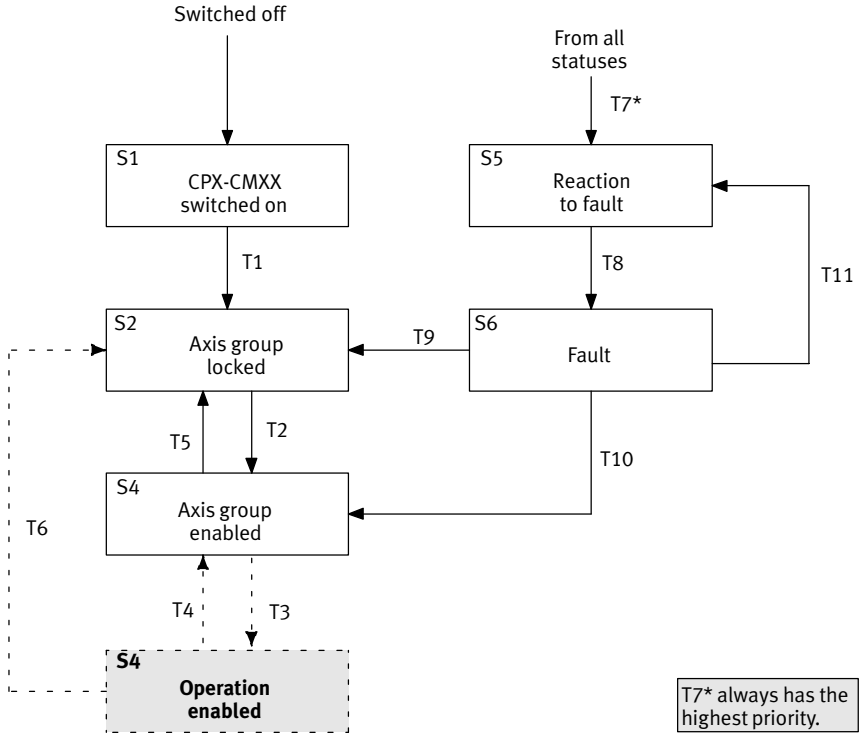 Switched off
From all
statuses
T7*
S1
CPX-CMXX
switched on
S5
Reaction
to fault
T1
T8
T11
S2
Axis group
locked
T9
S6
Fault
T5
T2
T10
S4
Axis group
enabled
T6
T4
T3
S4
Operation
enabled
T7* always has the
highest priority.